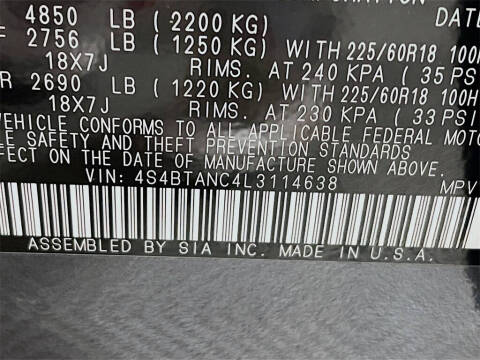 DATE
4850 LB (2200 KG)
F 2756 LB (1250 KG) WITH 225/60R18 100H
18X7J RIMS. AT 240 KPA (35 PSI
R 2690 LB (1220 KG) WITH 225/60R18 100H
18X7J RIMS. AT 230 KPA (33 PSI
VEHICLE CONFORMS TO ALL APPLICABLE FEDERAL MOTO
LE SAFETY AND THEFT PREVENTION STANDARDS
FFECT ON THE DATE OF MANUFACTURE SHOWN ABOVE.
VIN: 4S4BTANC4L3114638 MPV
ASSEMBLED BY SIA INC. MADE IN U.S.A.